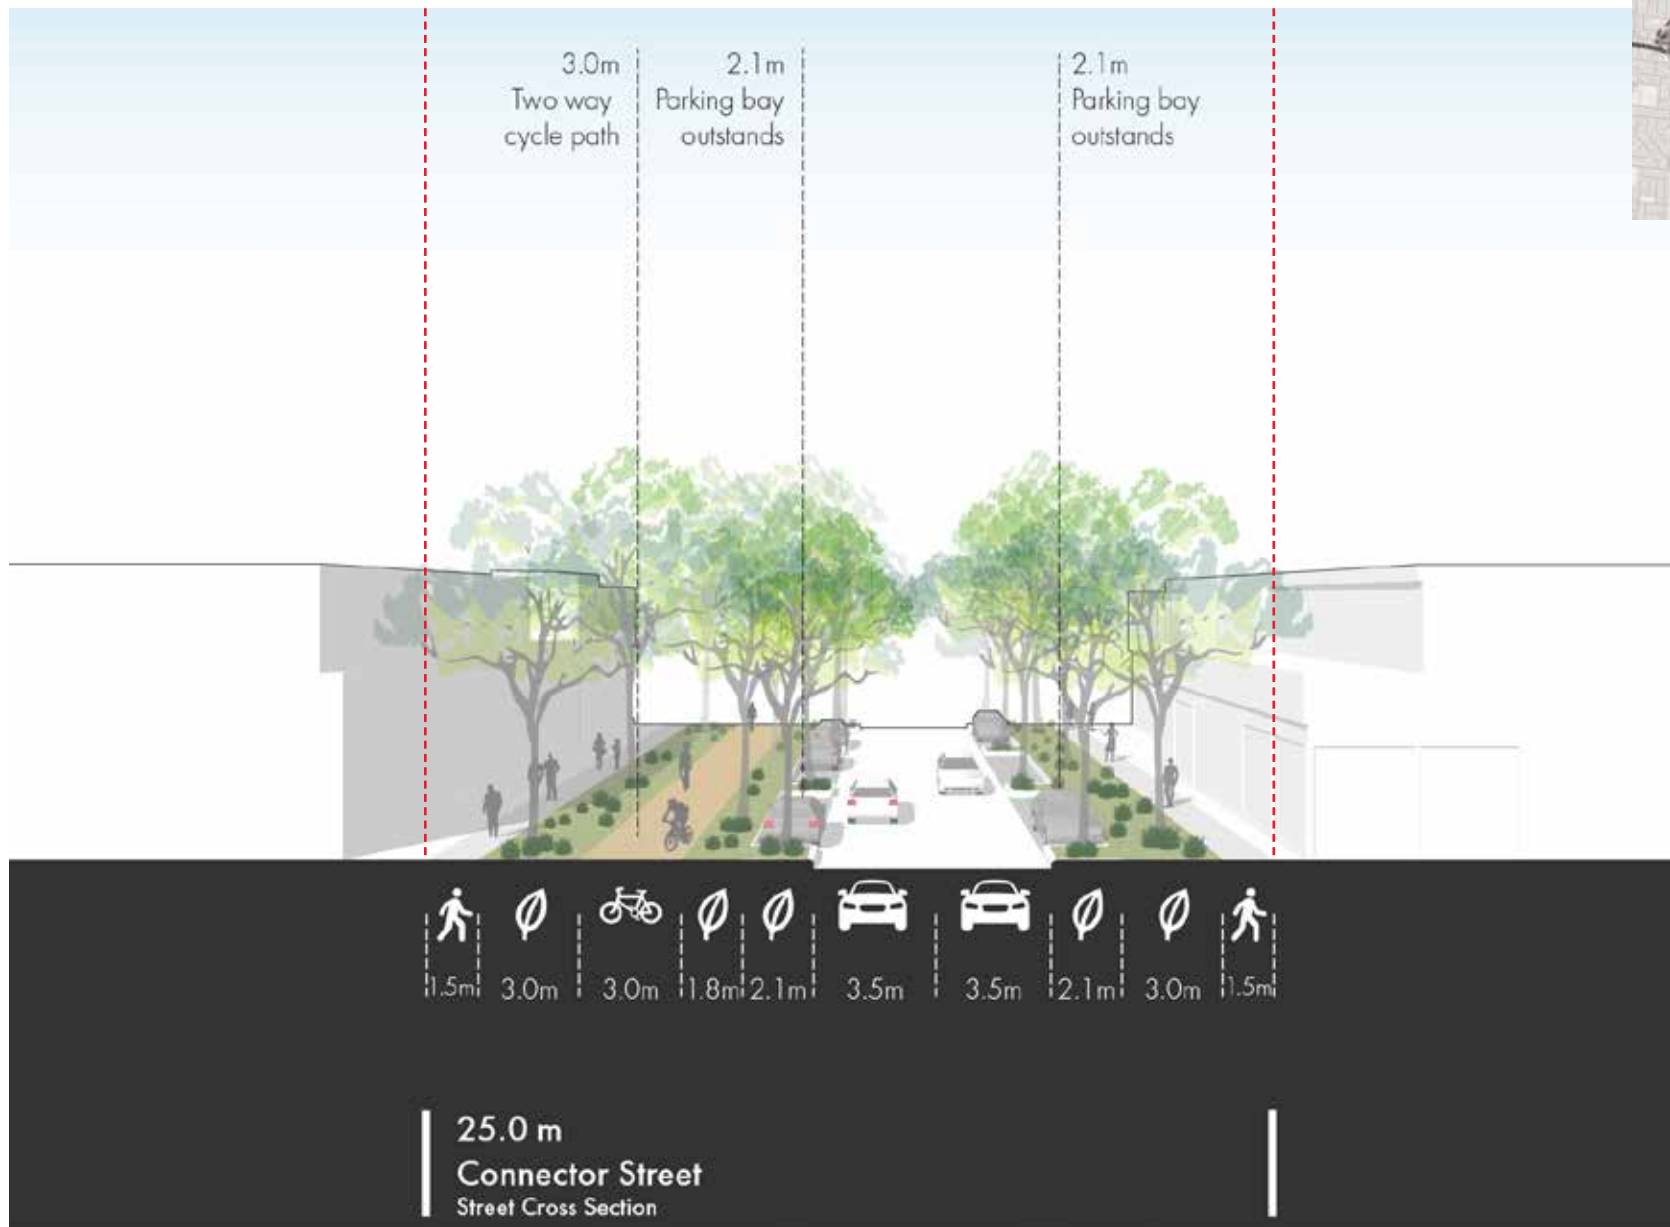 3.0m
Two way
cycle path
2.1m
Parking bay
outstands
2.1m
Parking bay
outstands
1.5m
3.0m
3.0m
1.8m
2.1m
3.5m
3.5m
2.1m
3.0m
1.5m
25.0 m
Connector Street
Street Cross Section